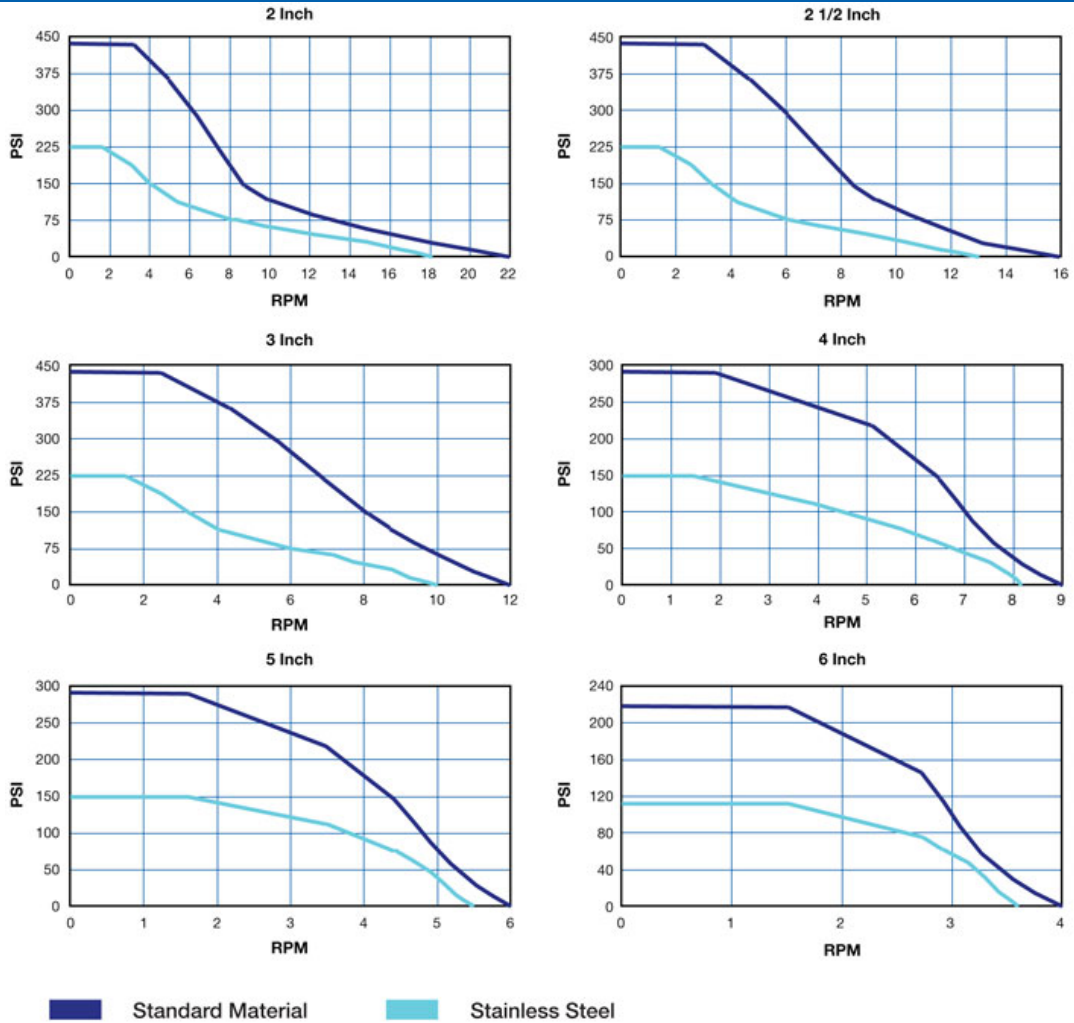 2 Inch
450
375
300
225
150
75
0
PSI
0 2 4 6 8 10 12 14 16 18 20 22
RPM
2 1/2 Inch
450
375
300
225
150
75
0
PSI
0 2 4 6 8 10 12 14 16
RPM
3 Inch
450
375
300
225
150
75
0
PSI
0 2 4 6 8 10 12
RPM
4 Inch
300
250
200
150
100
50
0
PSI
0 1 2 3 4 5 6 7 8 9
RPM
5 Inch
300
250
200
150
100
50
0
PSI
0 1 2 3 4 5 6
RPM
6 Inch
240
200
160
120
80
40
0
PSI
0 1 2 3 4
RPM
Standard Material
Stainless Steel